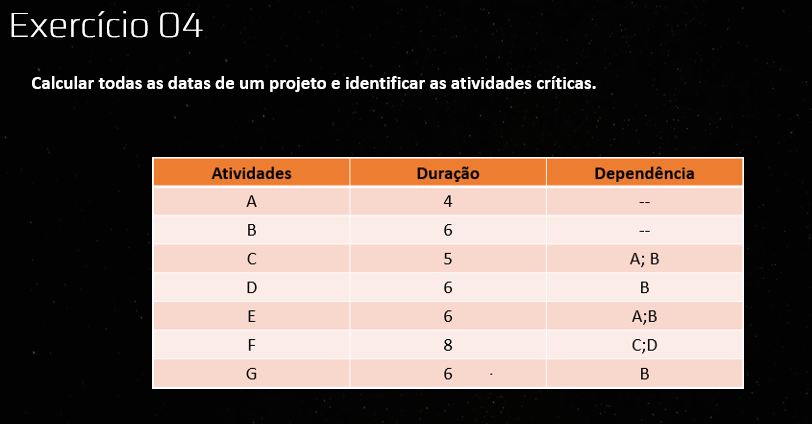 Exercício 04
Calcular todas as datas de um projeto e identificar as atividades críticas.
Atividades Duração Dependência
A 4 --
B 6 --
C 5 A; B
D 6 B
E 6 A;B
F 8 C;D
G 6 B